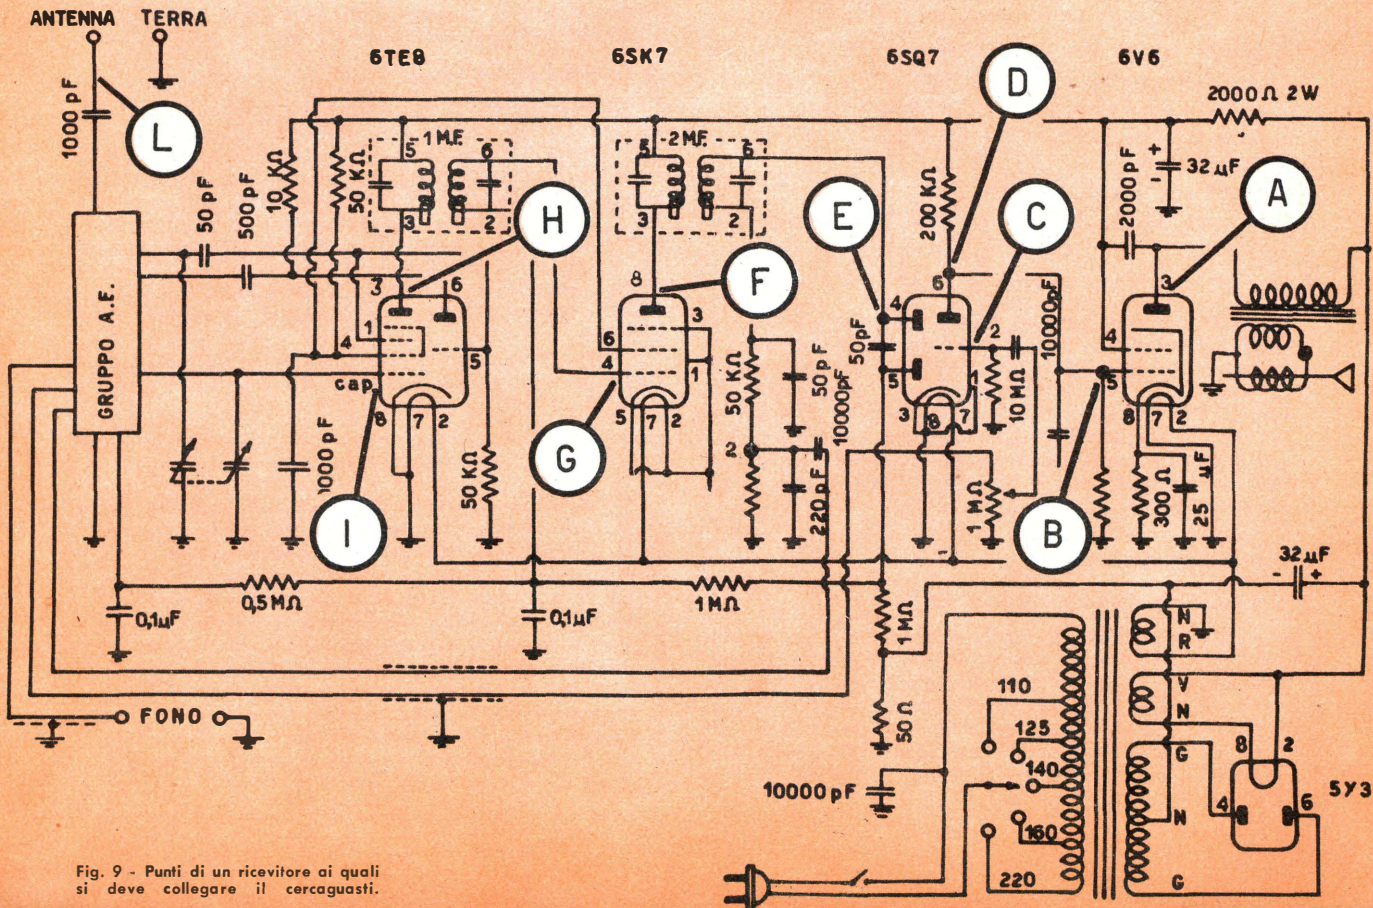 ANTENNA TERRA
6TE8 6SK7 6SQ7 6V6
1000 pF
L
2000 Ω 2W
D
1 M.F.
2 M.F.
5 6
3 2
5 6
3 2
50 pF
500 pF
10 KΩ
50 KΩ
H
E
200 KΩ
C
2000 pF
+
-
32 µF
A
GRUPPO A.F.
3 6
1
4
5
cap.
8 7 2
8
3
6
4 1
5 7 2
F
G
50 KΩ
50 pF
10000 pF
2
220 pF
50 pF
6
4
5
2
1
3 8 7
10 MΩ
1 MΩ
10000 pF
3
4
5
8 7 2
B
300 Ω
25 µF
1000 pF
I
50 KΩ
0,5 MΩ
1 MΩ
0,1 µF
0,1 µF
1 MΩ
50 Ω
- 32 µF +
N
R
V
N
G
N
G
8 2
4 6
5Y3
110
125
140
160
220
10000 pF
FONO
Fig. 9 - Punti di un ricevitore ai quali
si deve collegare il cercaguasti.